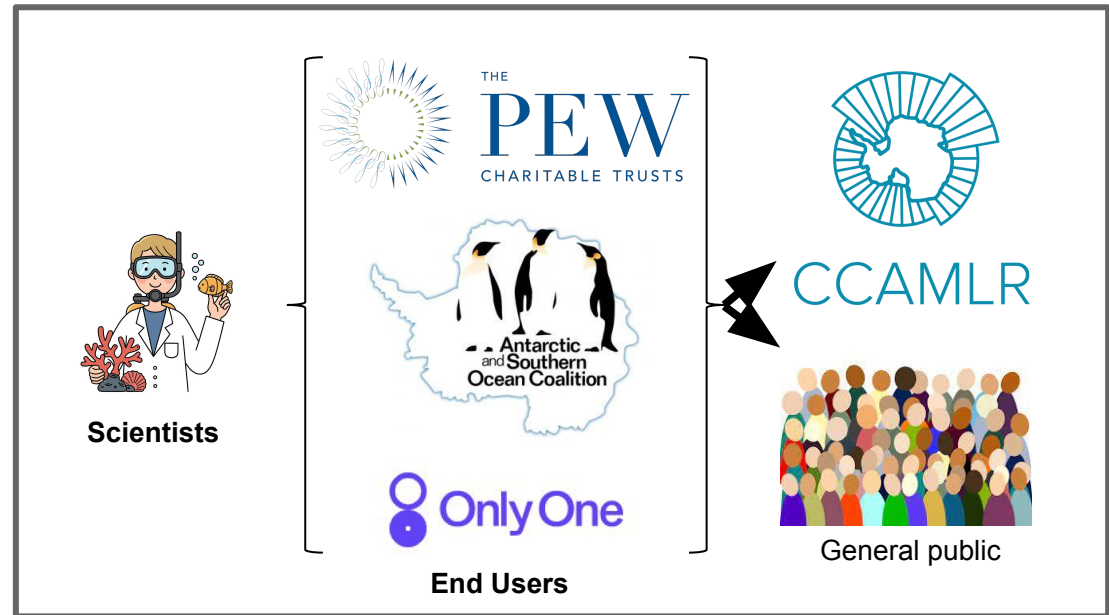 Scientists
THE
PEW
CHARITABLE TRUSTS
Antarctic
and Southern
Ocean Coalition
Only One
End Users
CCAMLR
General public